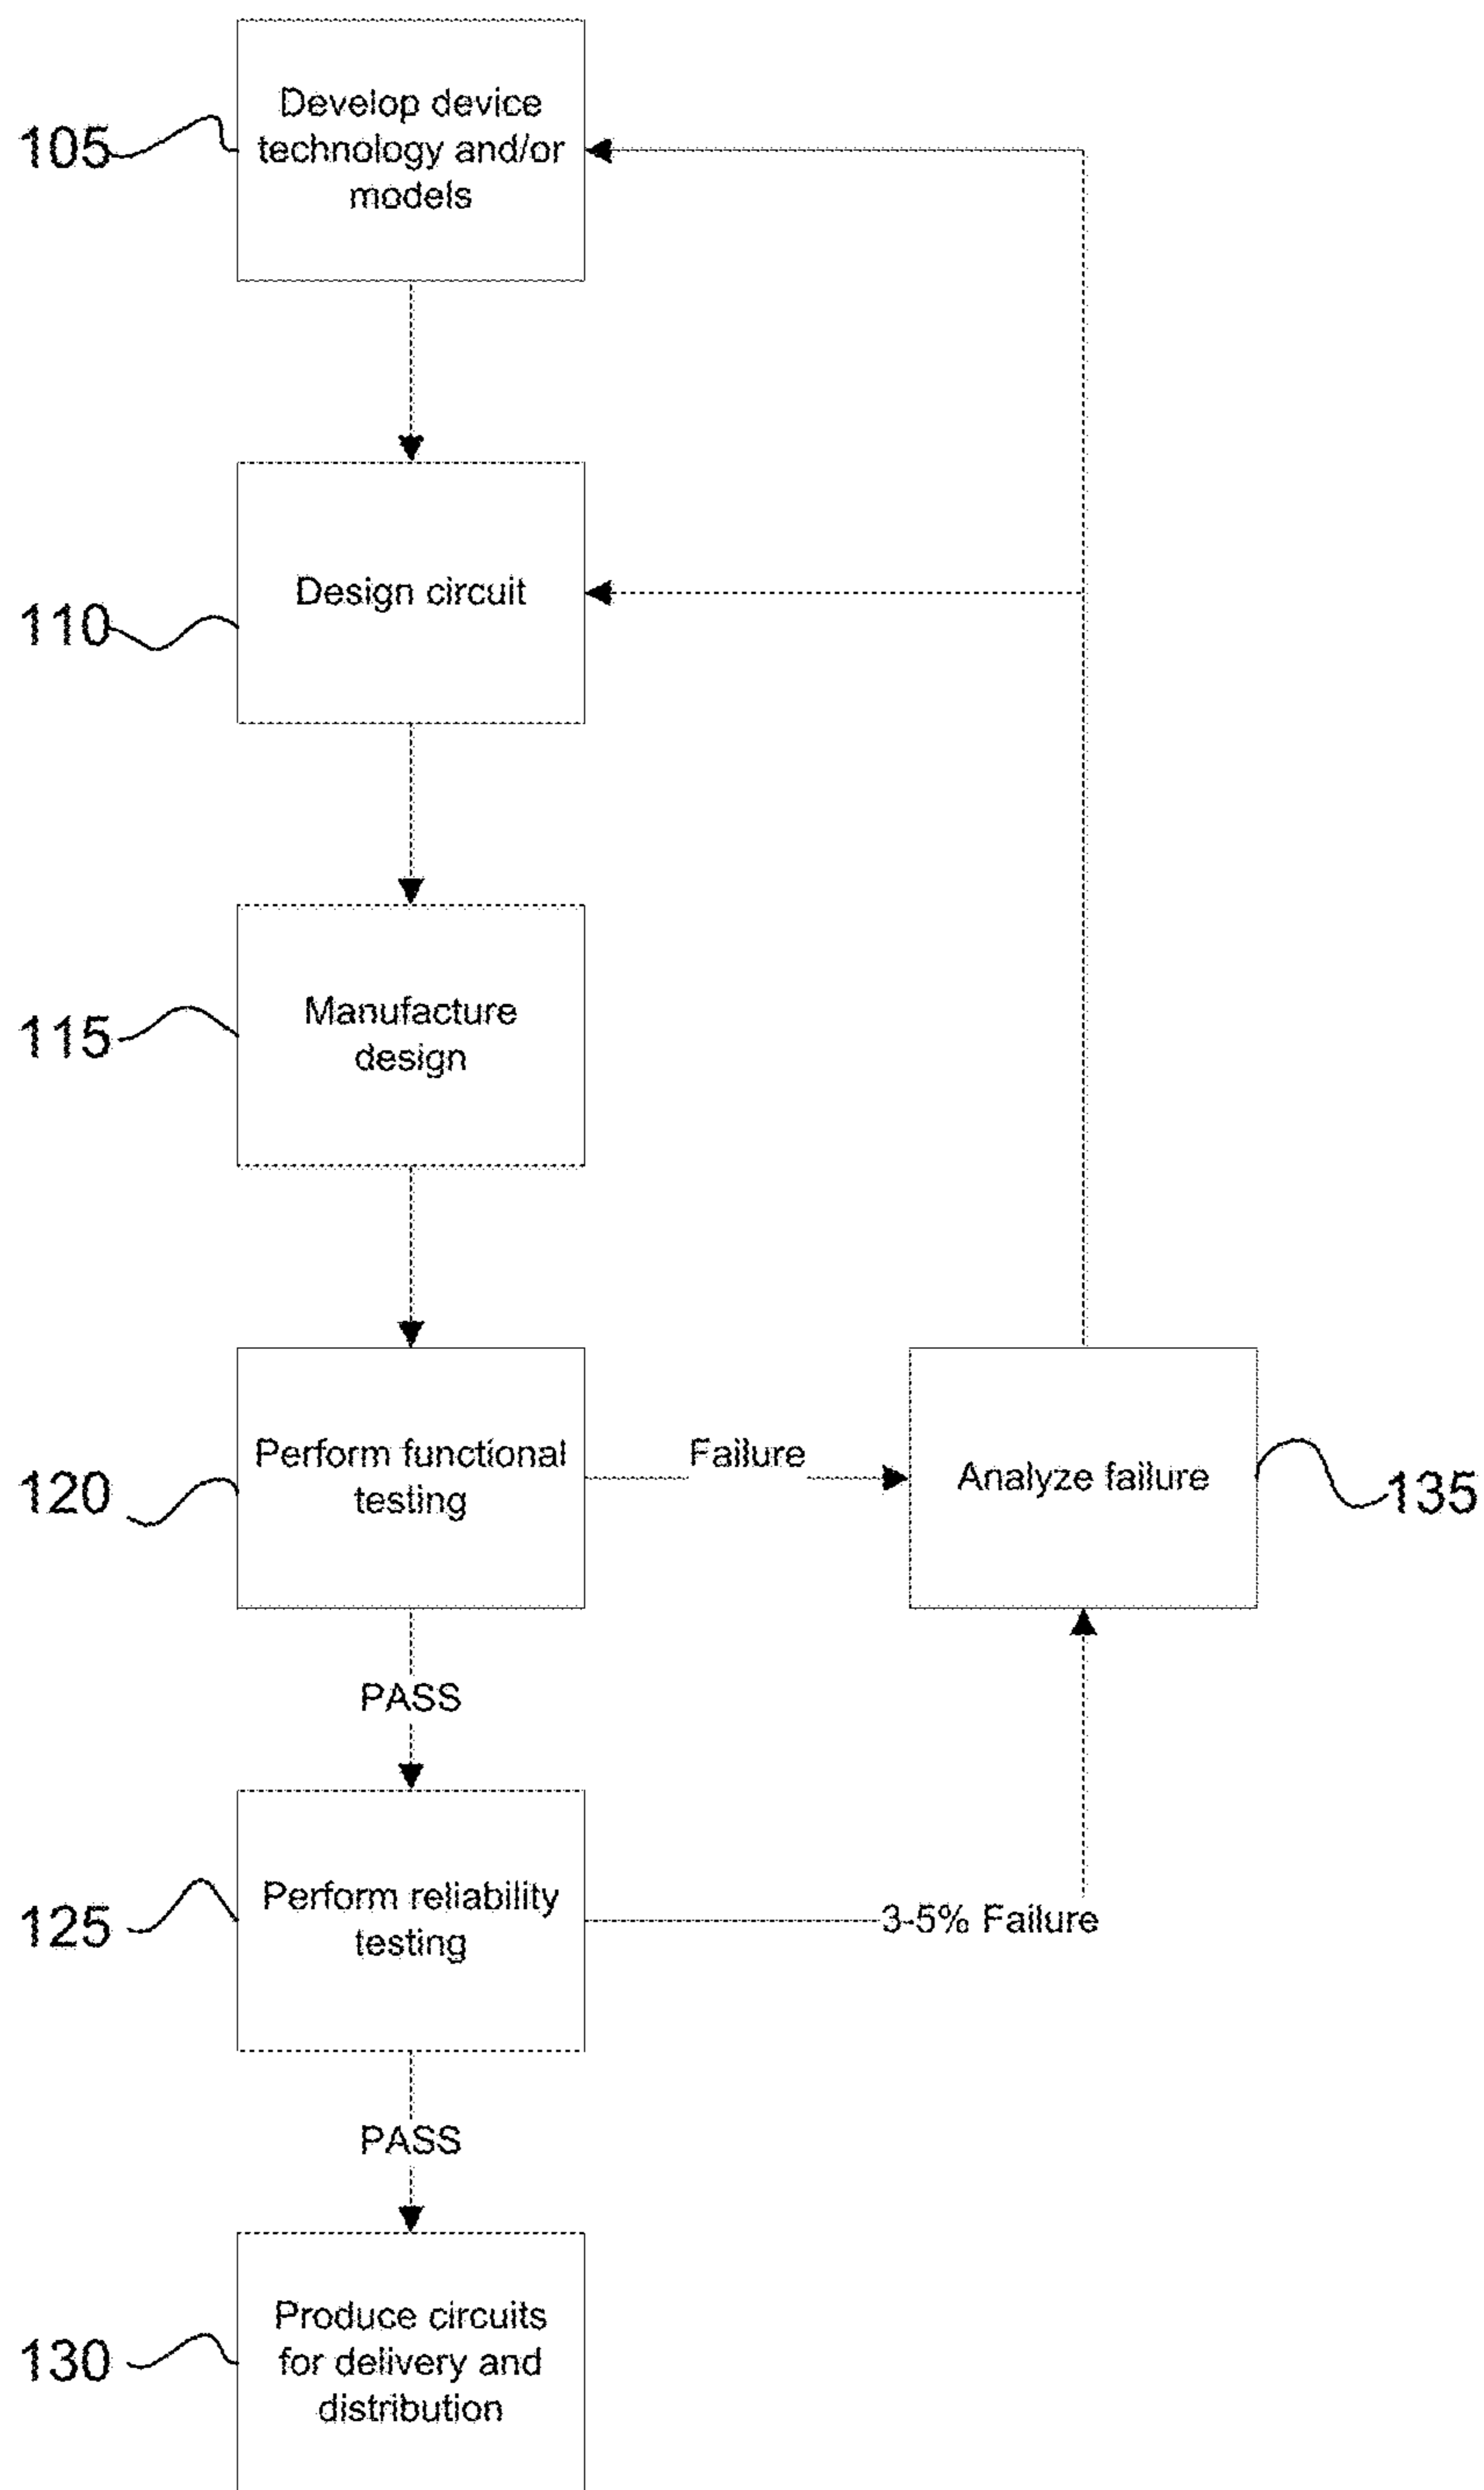 105
Develop device
technology and/or
models
110
Design circuit
115
Manufacture
design
120
Perform functional
testing
Failure
Analyze failure
135
PASS
125
Perform reliability
testing
3-5% Failure
PASS
130
Produce circuits
for delivery and
distribution